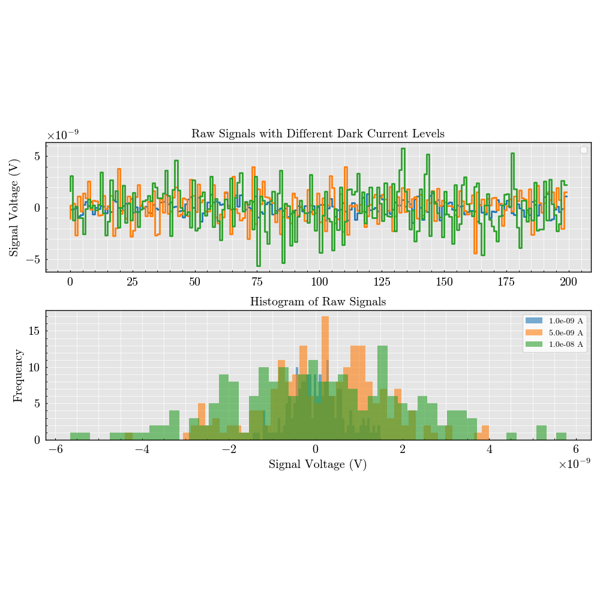 Raw Signals with Different Dark Current Levels
×10⁻⁹
5
0
−5
Signal Voltage (V)
0 25 50 75 100 125 150 175 200
Histogram of Raw Signals
15
10
5
0
Frequency
1.0e-09 A
5.0e-09 A
1.0e-08 A
−6 −4 −2 0 2 4 6
Signal Voltage (V)
×10⁻⁹